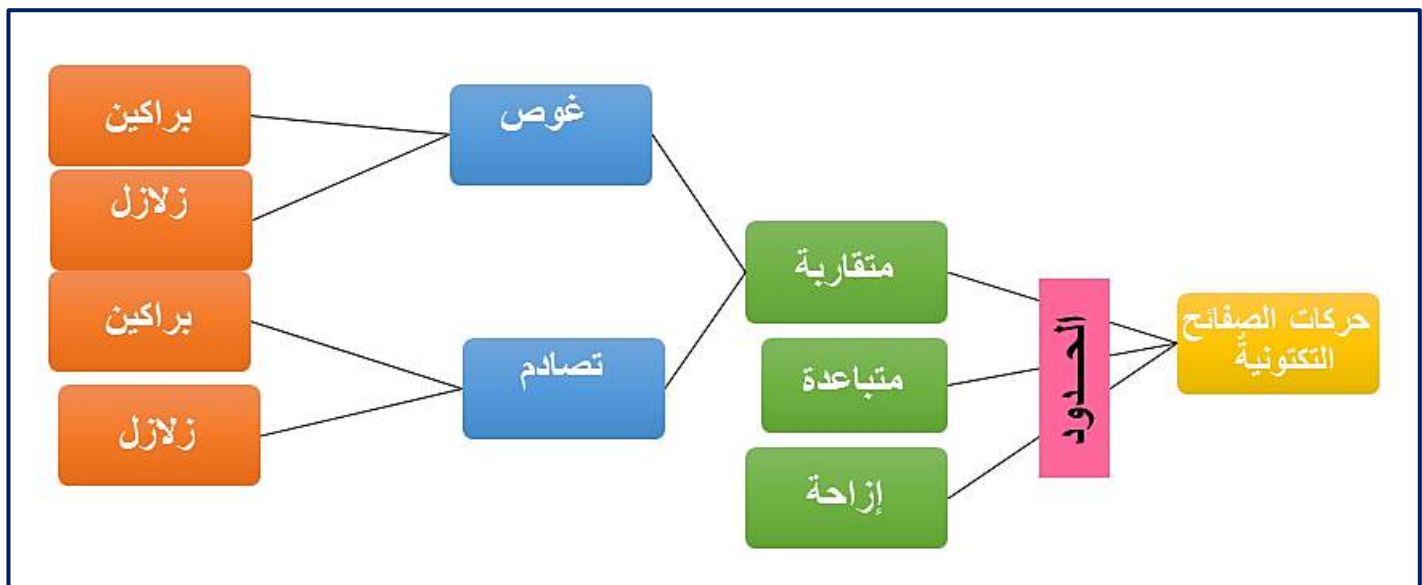 حركات الصفائح
التكتونية
الحدود
متقاربة
متباعدة
إزاحة
غوص
تصادم
براكين
زلازل
براكين
زلازل